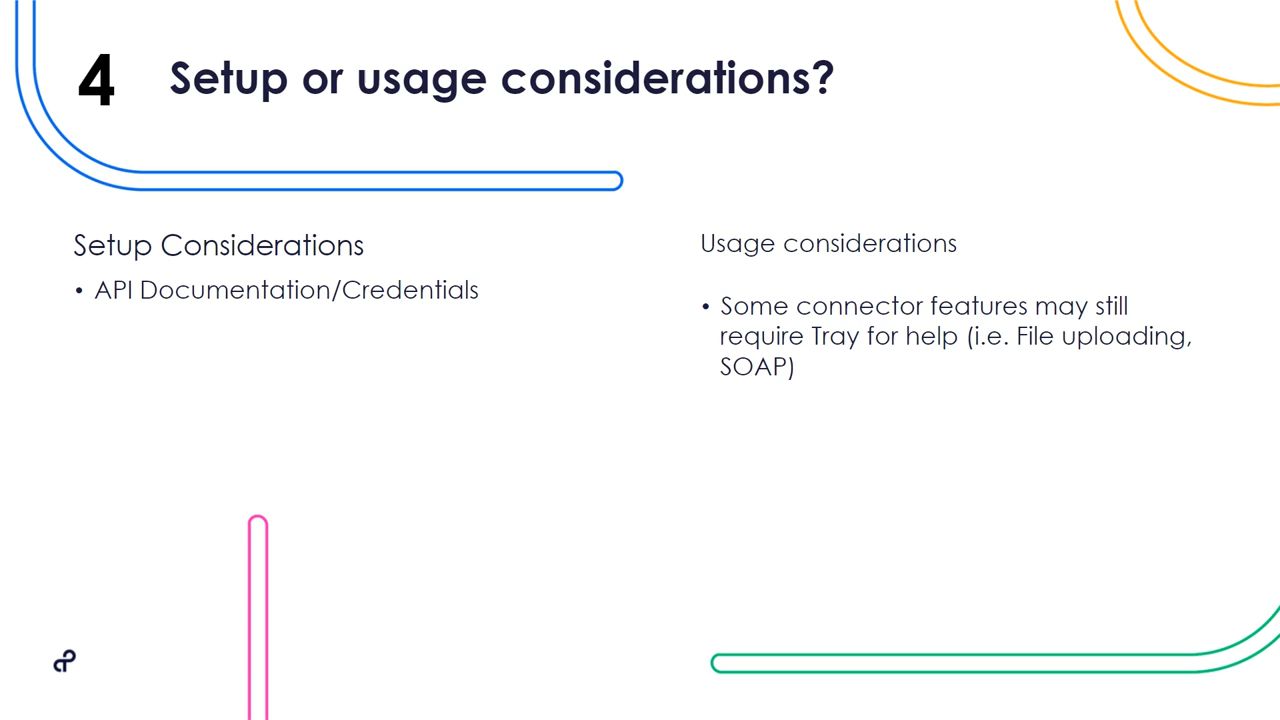 4 Setup or usage considerations?
Setup Considerations
• API Documentation/Credentials
Usage considerations
• Some connector features may still
require Tray for help (i.e. File uploading,
SOAP)